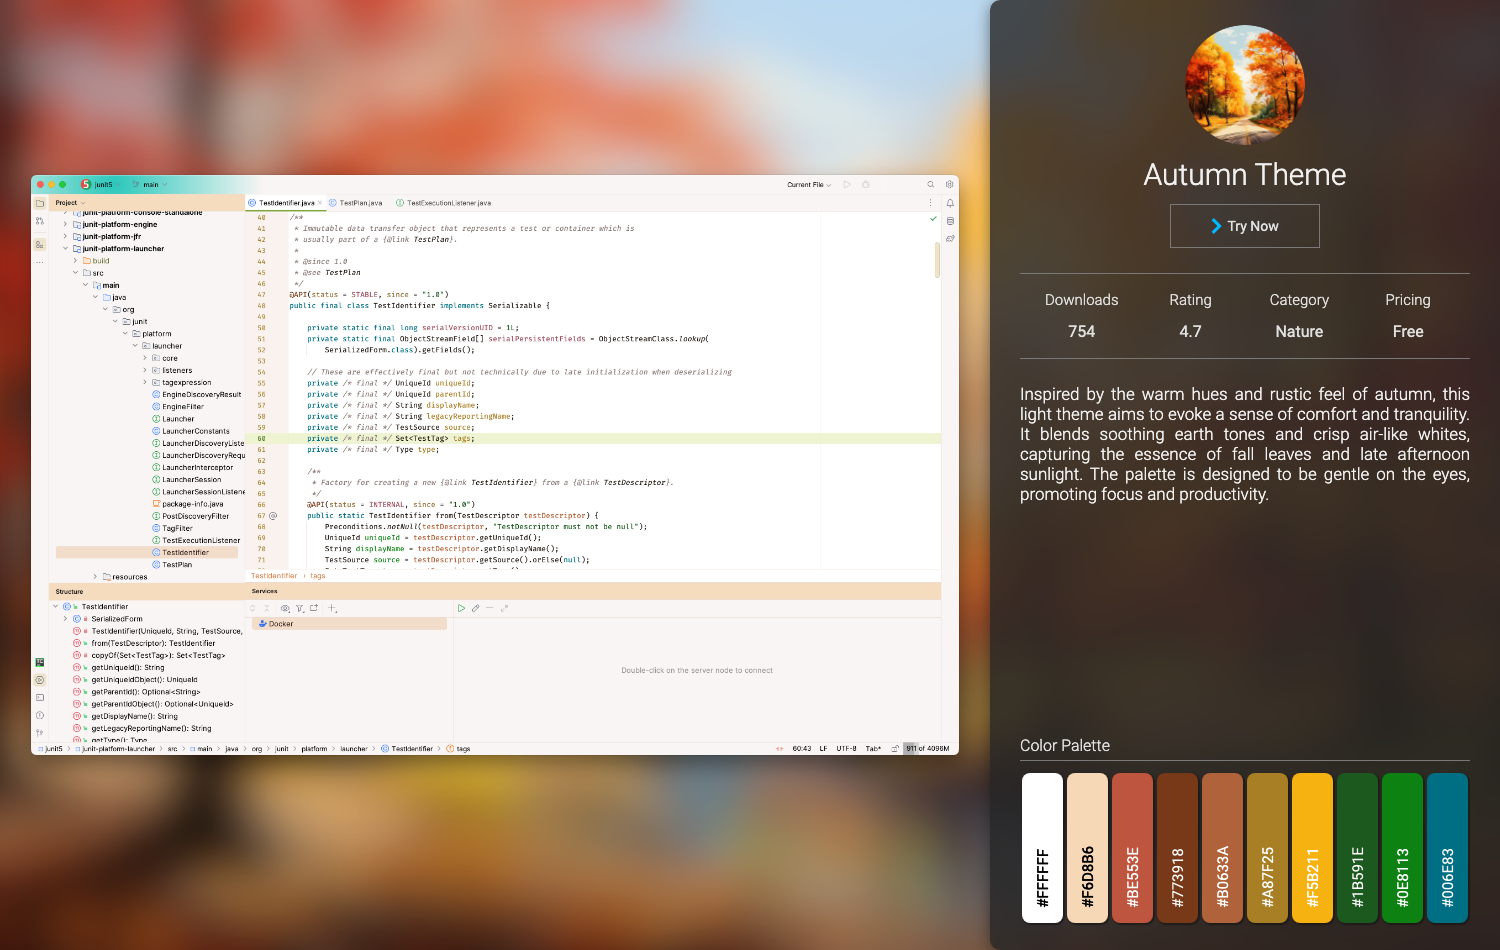 junit5
main
Current File
Project
junit-platform-console-standalone
junit-platform-engine
junit-platform-jfr
junit-platform-launcher
build
src
main
java
org
junit
platform
launcher
core
listeners
tagexpression
EngineDiscoveryResult
EngineFilter
Launcher
LauncherConstants
LauncherDiscoveryListe
LauncherDiscoveryRequ
LauncherInterceptor
LauncherSession
LauncherSessionListene
package-info.java
PostDiscoveryFilter
TagFilter
TestExecutionListener
TestIdentifier
TestPlan
resources
TestIdentifier.java TestPlan.java TestExecutionListener.java
40 /**
41 * Immutable data transfer object that represents a test or container which is
42 * usually part of a {@link TestPlan}.
43 *
44 * @since 1.0
45 * @see TestPlan
46 */
47 @API(status = STABLE, since = "1.0")
48 public final class TestIdentifier implements Serializable {
49
50 private static final long serialVersionUID = 1L;
51 private static final ObjectStreamField[] serialPersistentFields = ObjectStreamClass.lookup(
52 SerializedForm.class).getFields();
53
54 // These are effectively final but not technically due to late initialization when deserializing
55 private /* final */ UniqueId uniqueId;
56 private /* final */ UniqueId parentId;
57 private /* final */ String displayName;
58 private /* final */ String legacyReportingName;
59 private /* final */ TestSource source;
60 private /* final */ Set<TestTag> tags;
61 private /* final */ Type type;
62
63 /**
64 * Factory for creating a new {@link TestIdentifier} from a {@link TestDescriptor}.
65 */
66 @API(status = INTERNAL, since = "1.0")
67 public static TestIdentifier from(TestDescriptor testDescriptor) {
68 Preconditions.notNull(testDescriptor, "TestDescriptor must not be null");
69 UniqueId uniqueId = testDescriptor.getUniqueId();
70 String displayName = testDescriptor.getDisplayName();
71 TestSource source = testDescriptor.getSource().orElse(null);
TestIdentifier › tags
Structure
TestIdentifier
SerializedForm
TestIdentifier(UniqueId, String, TestSource,
from(TestDescriptor): TestIdentifier
copyOf(Set<TestTag>): Set<TestTag>
getUniqueId(): String
getUniqueIdObject(): UniqueId
getParentId(): Optional<String>
getParentIdObject(): Optional<UniqueId>
getDisplayName(): String
getLegacyReportingName(): String
getType(): Type
Services
Docker
Double-click on the server node to connect
junit5 › junit-platform-launcher › src › main › java › org › junit › platform › launcher › TestIdentifier › tags
60:43 LF UTF-8 Tab* 911 of 4096M
Autumn Theme
Try Now
Downloads Rating Category Pricing
754 4.7 Nature Free
Inspired by the warm hues and rustic feel of autumn, this
light theme aims to evoke a sense of comfort and tranquility.
It blends soothing earth tones and crisp air-like whites,
capturing the essence of fall leaves and late afternoon
sunlight. The palette is designed to be gentle on the eyes,
promoting focus and productivity.
Color Palette
#FFFFFF
#F6D8B6
#BE553E
#773918
#B0633A
#A87F25
#F5B211
#1B591E
#0E8113
#006E83